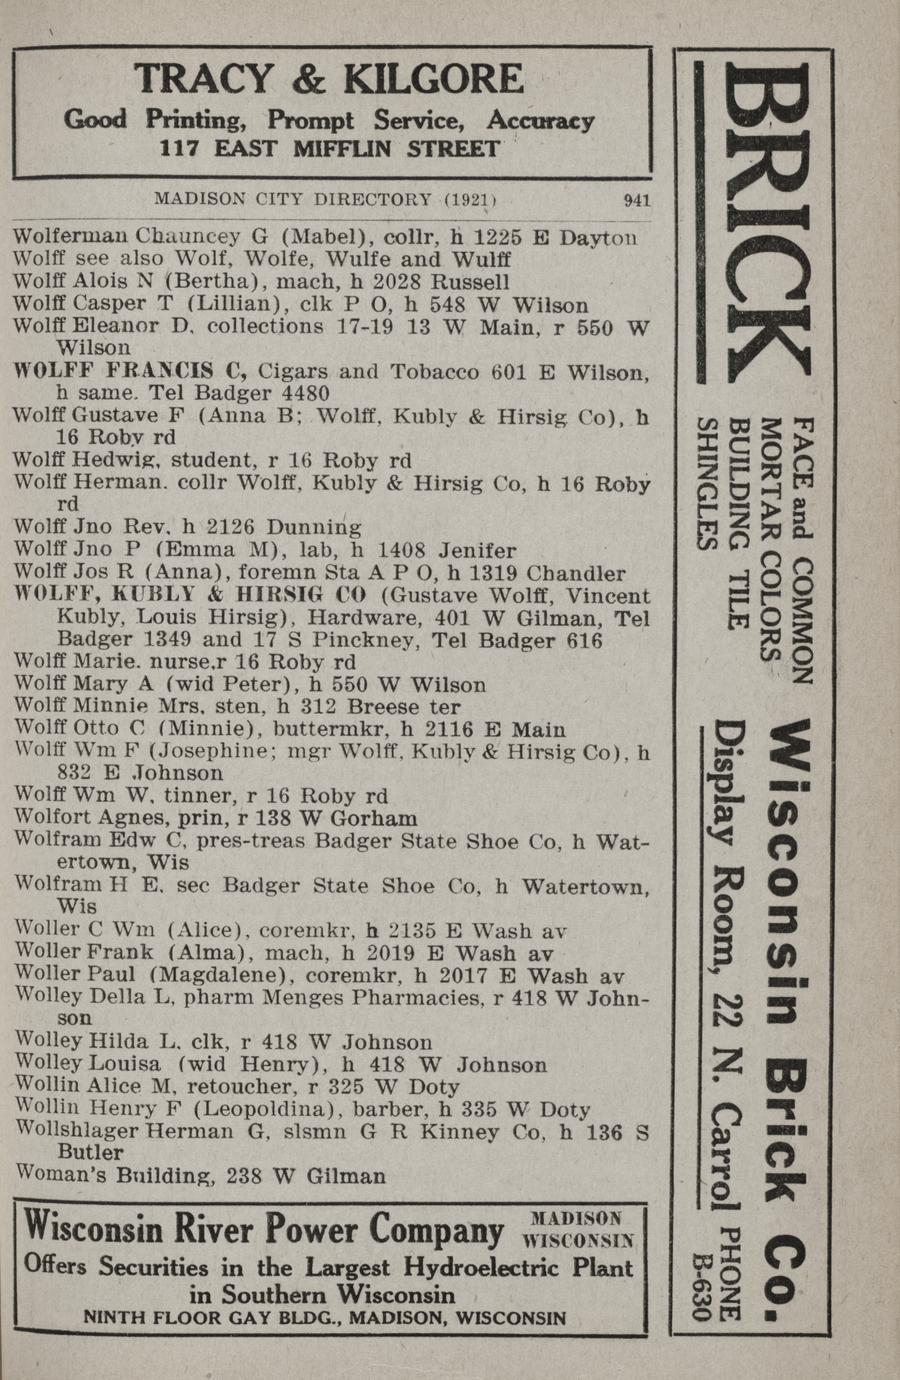 TRACY & KILGORE
Good Printing, Prompt Service, Accuracy
117 EAST MIFFLIN STREET
MADISON CITY DIRECTORY (1921) 941
Wolferman Chauncey G (Mabel), collr, h 1225 E Dayton
Wolff see also Wolf, Wolfe, Wulfe and Wulff
Wolff Alois N (Bertha), mach, h 2028 Russell
Wolff Casper T (Lillian), clk P O, h 548 W Wilson
Wolff Eleanor D, collections 17-19 13 W Main, r 550 W
Wilson
WOLFF FRANCIS C, Cigars and Tobacco 601 E Wilson,
h same. Tel Badger 4480
Wolff Gustave F (Anna B; Wolff, Kubly & Hirsig Co), h
16 Roby rd
Wolff Hedwig, student, r 16 Roby rd
Wolff Herman. collr Wolff, Kubly & Hirsig Co, h 16 Roby
rd
Wolff Jno Rev, h 2126 Dunning
Wolff Jno P (Emma M), lab, h 1408 Jenifer
Wolff Jos R (Anna), foremn Sta A P O, h 1319 Chandler
WOLFF, KUBLY & HIRSIG CO (Gustave Wolff, Vincent
Kubly, Louis Hirsig), Hardware, 401 W Gilman, Tel
Badger 1349 and 17 S Pinckney, Tel Badger 616
Wolff Marie. nurse,r 16 Roby rd
Wolff Mary A (wid Peter), h 550 W Wilson
Wolff Minnie Mrs, sten, h 312 Breese ter
Wolff Otto C (Minnie), buttermkr, h 2116 E Main
Wolff Wm F (Josephine; mgr Wolff, Kubly & Hirsig Co), h
832 E Johnson
Wolff Wm W, tinner, r 16 Roby rd
Wolfort Agnes, prin, r 138 W Gorham
Wolfram Edw C, pres-treas Badger State Shoe Co, h Wat-
ertown, Wis
Wolfram H E, sec Badger State Shoe Co, h Watertown,
Wis
Woller C Wm (Alice), coremkr, h 2135 E Wash av
Woller Frank (Alma), mach, h 2019 E Wash av
Woller Paul (Magdalene), coremkr, h 2017 E Wash av
Wolley Della L, pharm Menges Pharmacies, r 418 W John-
son
Wolley Hilda L, clk, r 418 W Johnson
Wolley Louisa (wid Henry), h 418 W Johnson
Wollin Alice M, retoucher, r 325 W Doty
Wollin Henry F (Leopoldina), barber, h 335 W Doty
Wollshlager Herman G, slsmn G R Kinney Co, h 136 S
Butler
Woman's Building, 238 W Gilman
Wisconsin River Power Company MADISON
WISCONSIN
Offers Securities in the Largest Hydroelectric Plant
in Southern Wisconsin
NINTH FLOOR GAY BLDG., MADISON, WISCONSIN
BRICK
FACE and COMMON
MORTAR COLORS
BUILDING TILE
SHINGLES
Wisconsin Brick Co.
Display Room, 22 N. Carrol PHONE
B-630